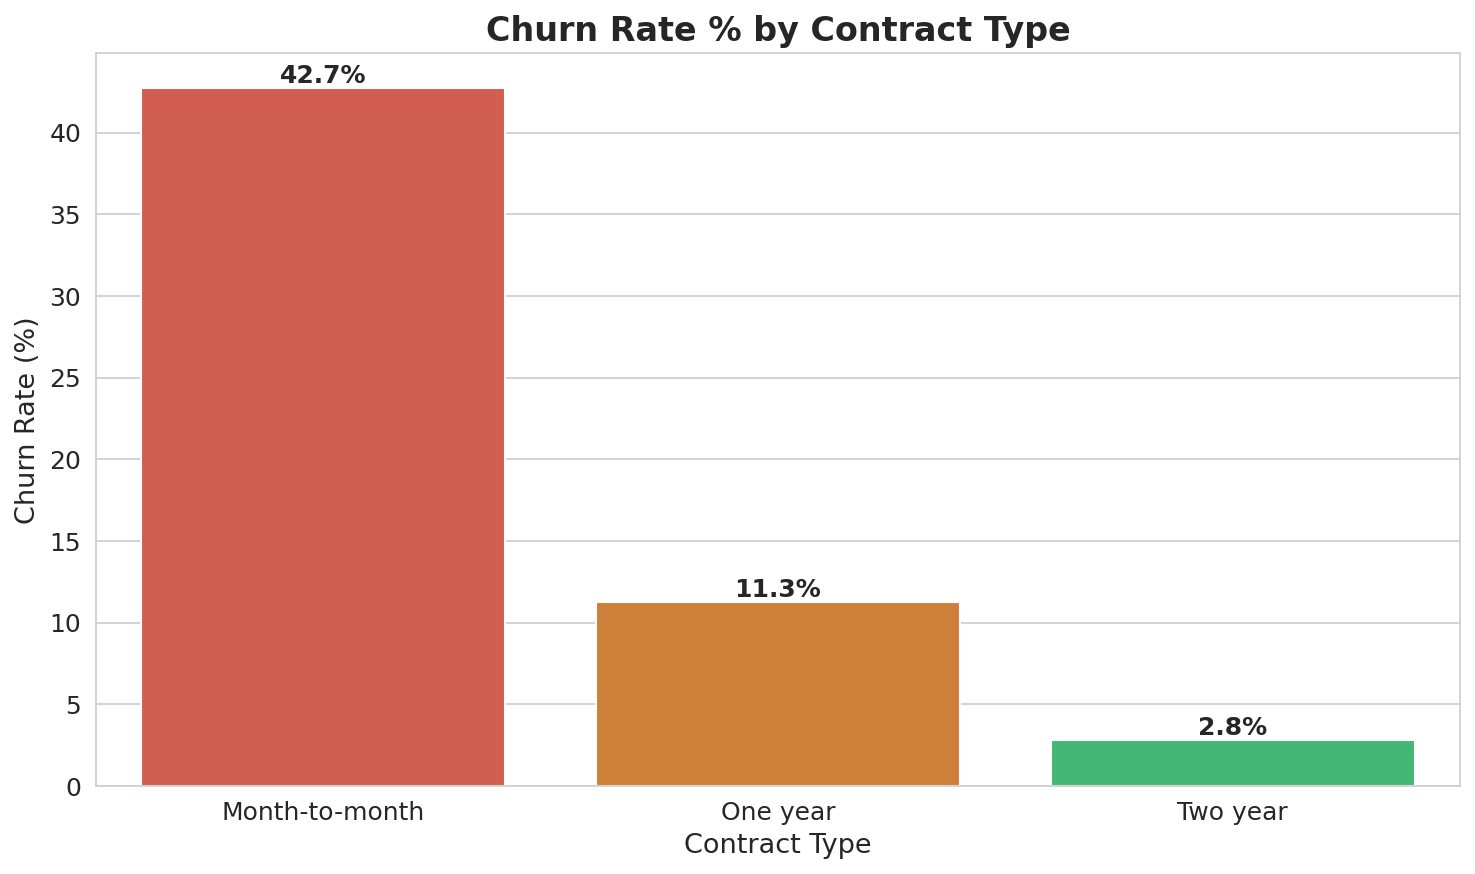 Churn Rate % by Contract Type
42.7%
11.3%
2.8%
Churn Rate (%)
40
35
30
25
20
15
10
5
0
Month-to-month
One year
Two year
Contract Type